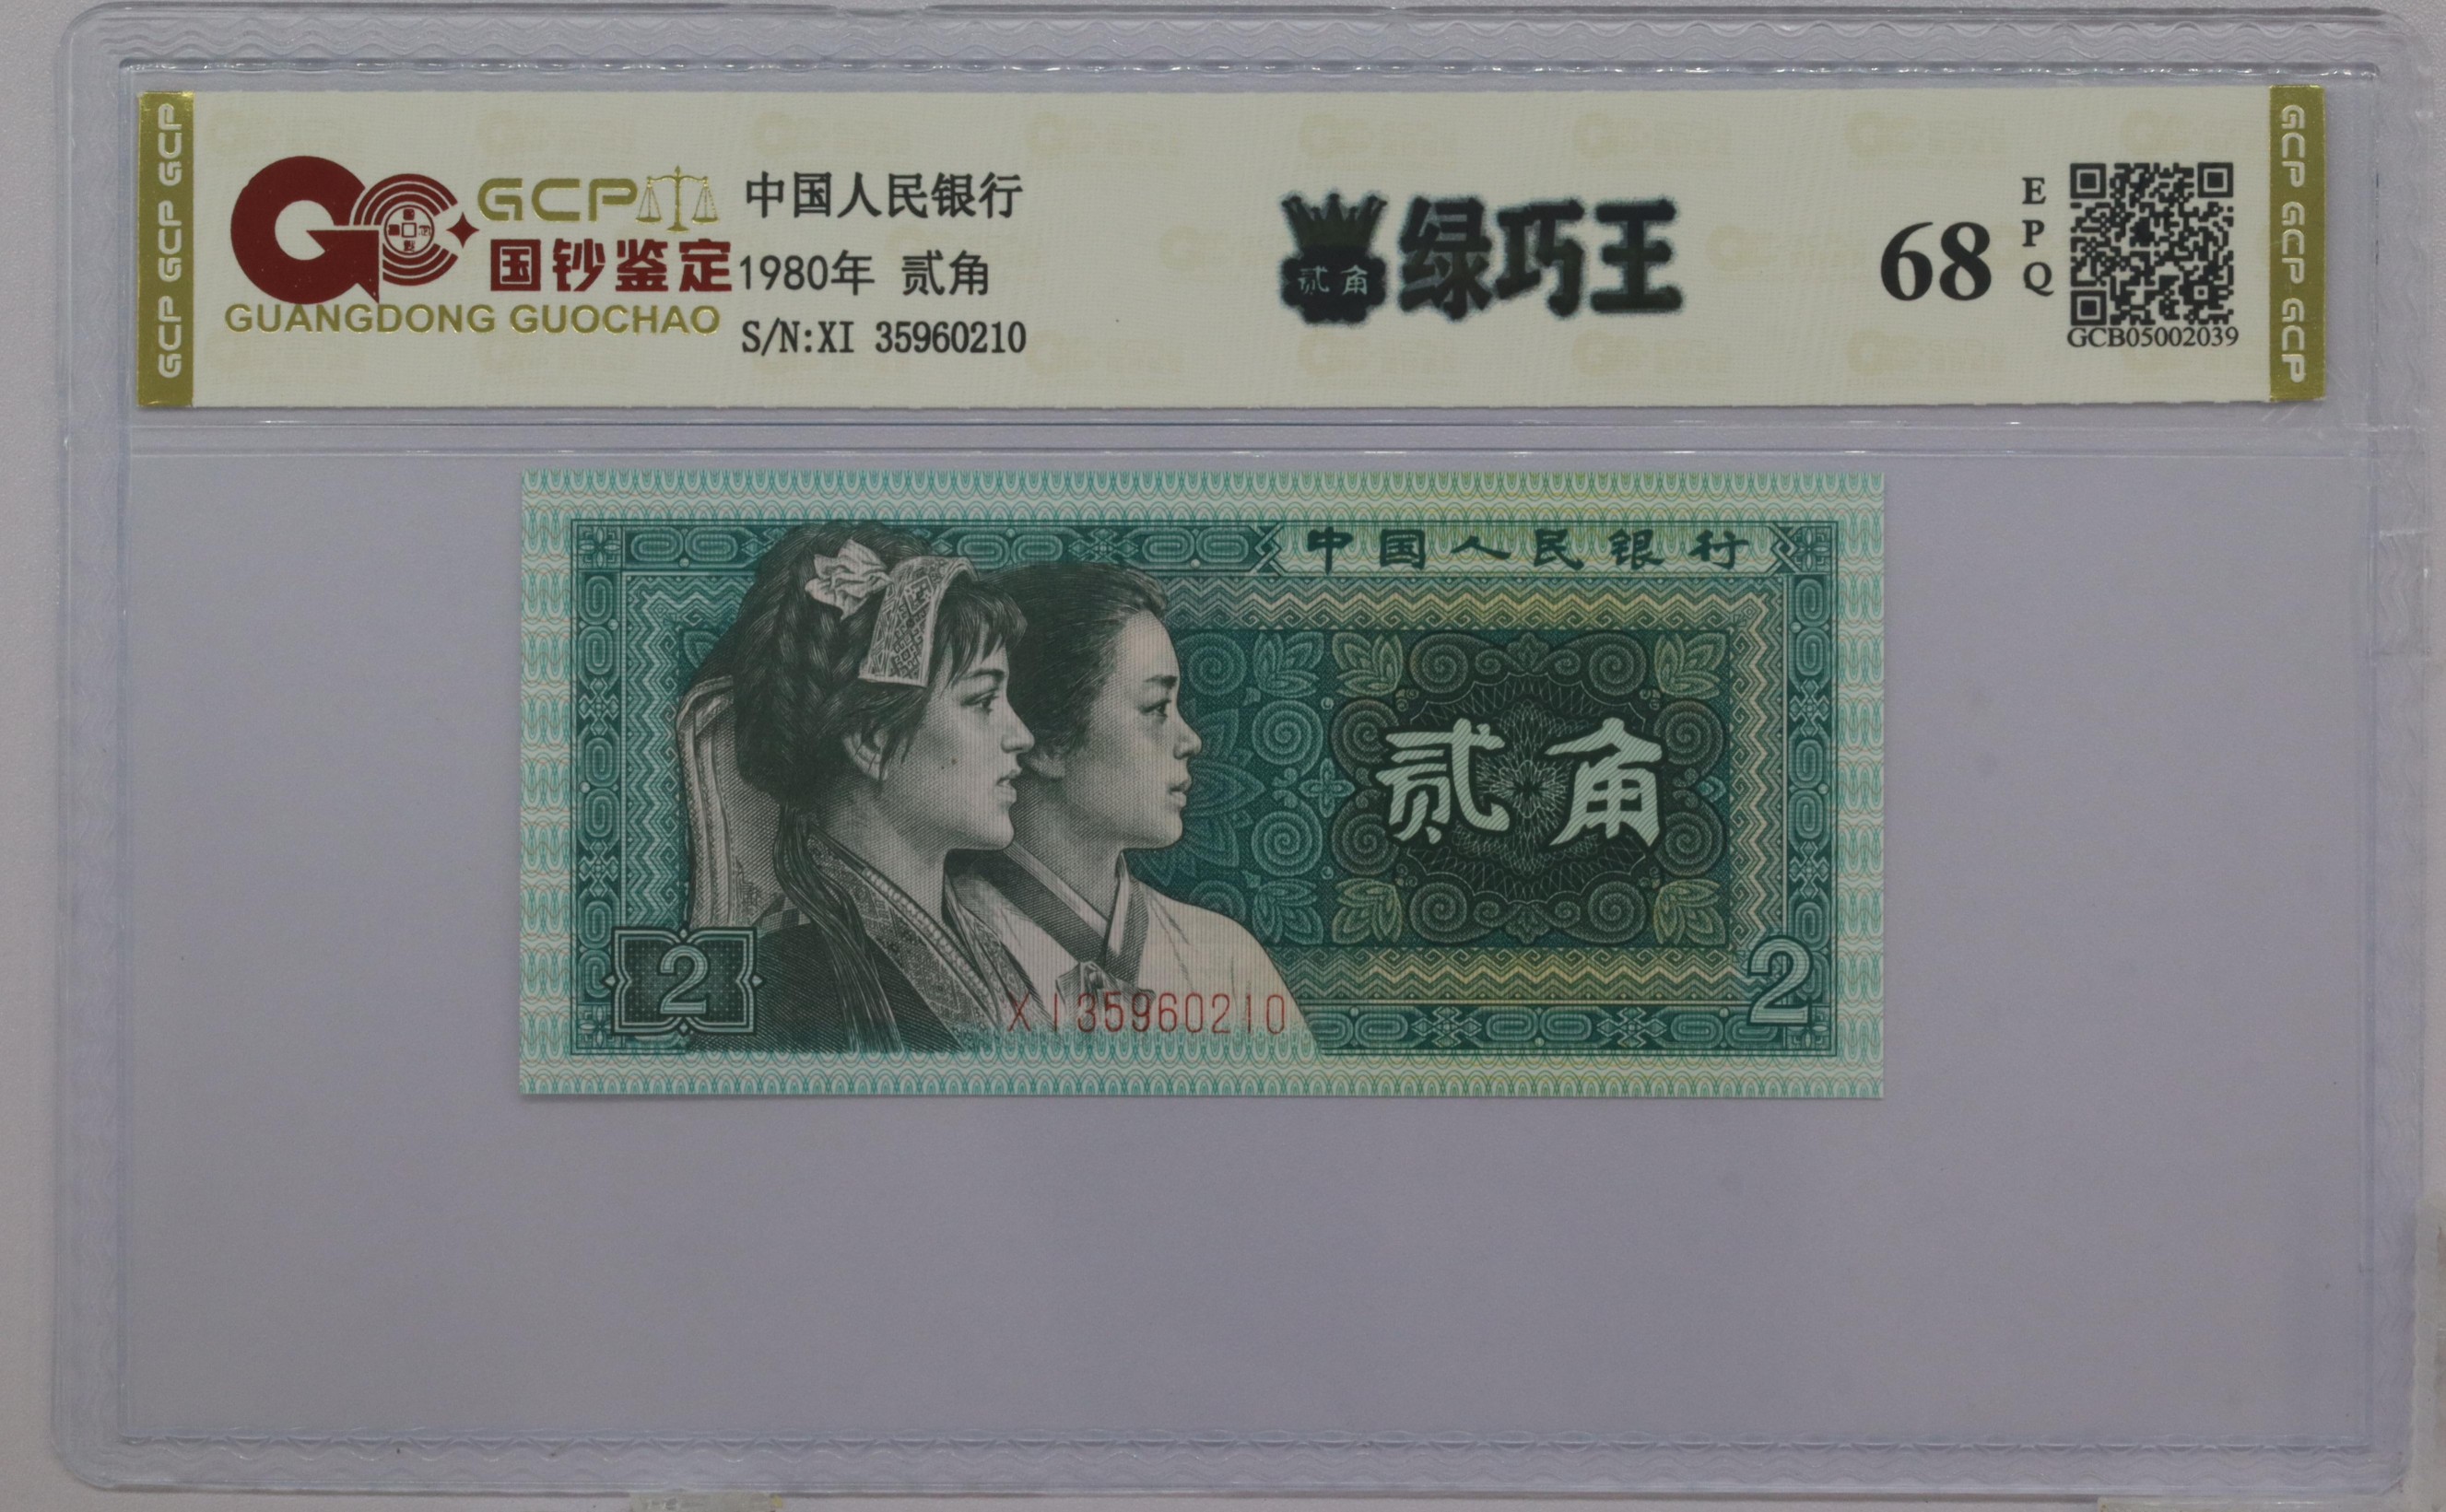 GCP GCP GCP
GCP
国钞鉴定
GUANGDONG GUOCHAO
中国人民银行
1980年 贰角
S/N:XI 35960210
贰角
绿巧王
68
E
P
Q
GCB05002039
GCP GCP GCP
中国人民银行
贰角
2
XI35960210
2